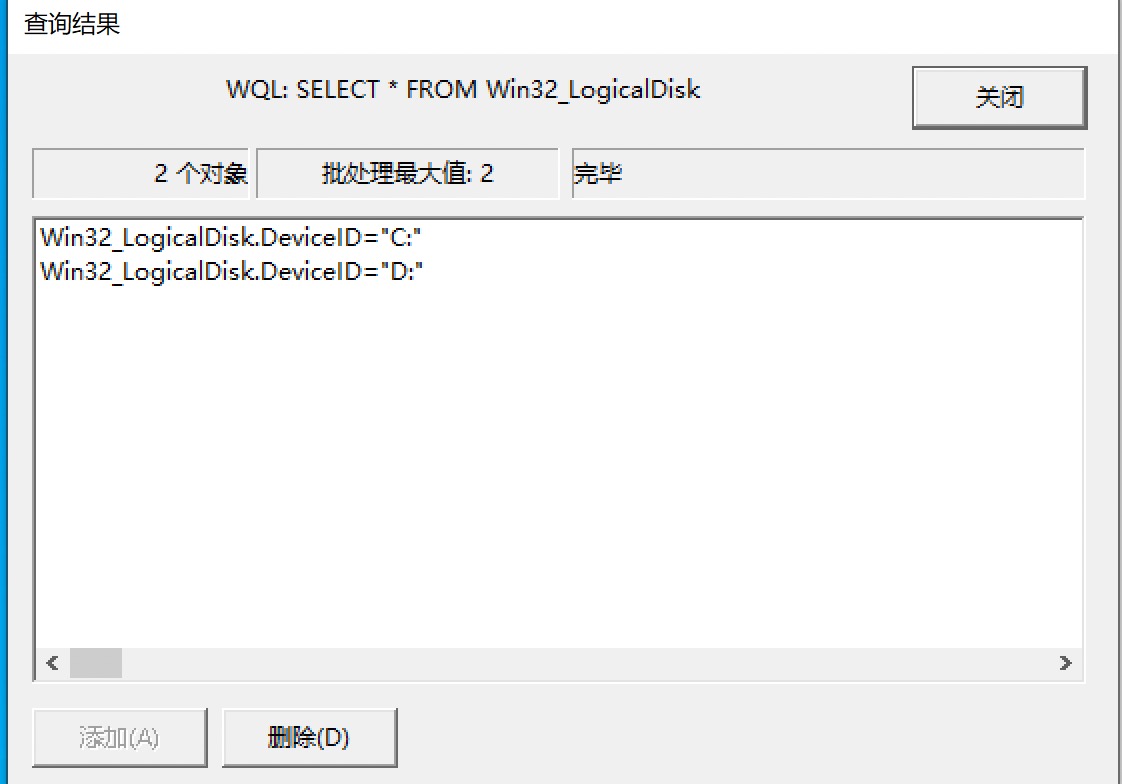 查询结果
WQL: SELECT * FROM Win32_LogicalDisk
关闭
2 个对象
批处理最大值: 2
完毕
Win32_LogicalDisk.DeviceID="C:"
Win32_LogicalDisk.DeviceID="D:"
添加(A)
删除(D)